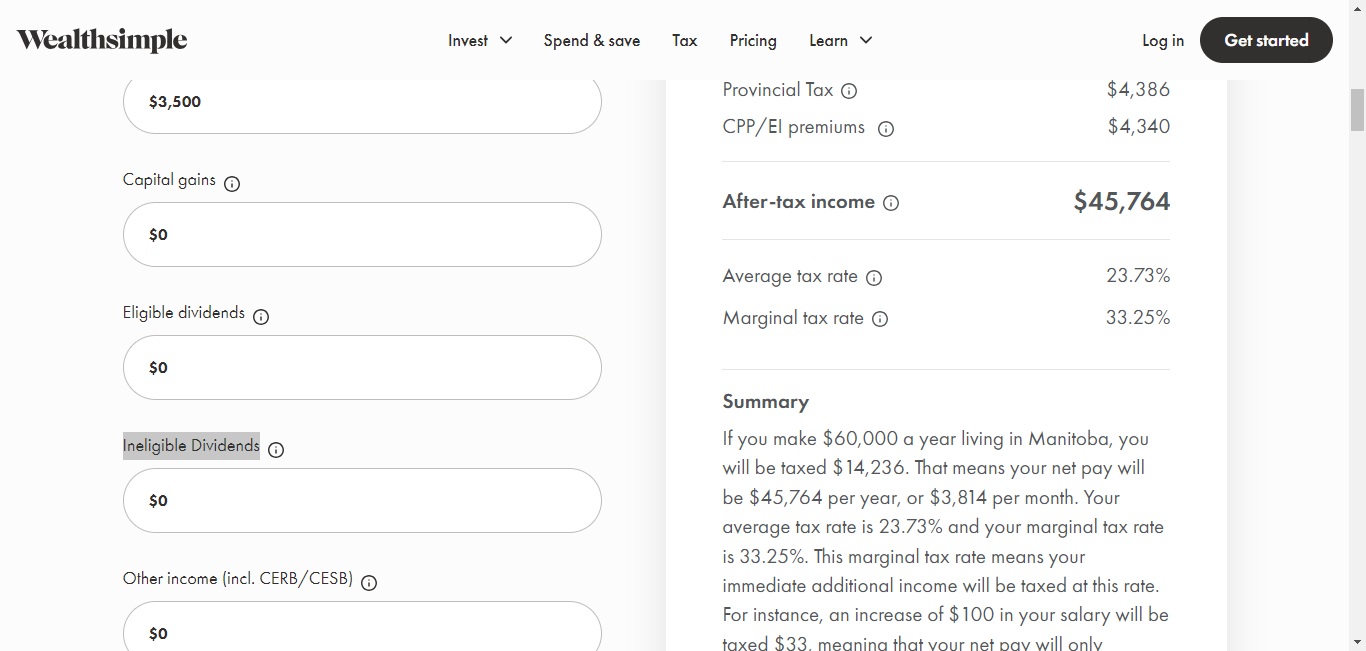 Wealthsimple
Invest Spend & save Tax Pricing Learn Log in Get started
$3,500
Capital gains
$0
Eligible dividends
$0
Ineligible Dividends
$0
Other income (incl. CERB/CESB)
$0
Provincial Tax $4,386
CPP/EI premiums $4,340
After-tax income $45,764
Average tax rate 23.73%
Marginal tax rate 33.25%
Summary
If you make $60,000 a year living in Manitoba, you
will be taxed $14,236. That means your net pay will
be $45,764 per year, or $3,814 per month. Your
average tax rate is 23.73% and your marginal tax rate
is 33.25%. This marginal tax rate means your
immediate additional income will be taxed at this rate.
For instance, an increase of $100 in your salary will be
taxed $33, meaning that your net pay will only